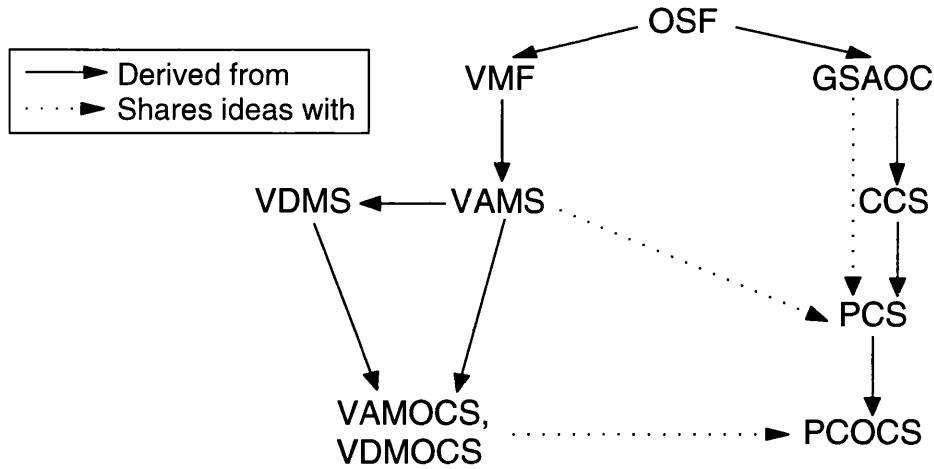 OSF
Derived from
Shares ideas with
VMF
GSAOC
VDMS
VAMS
CCS
PCS
VAMOCS,
VDMOCS
PCOCS